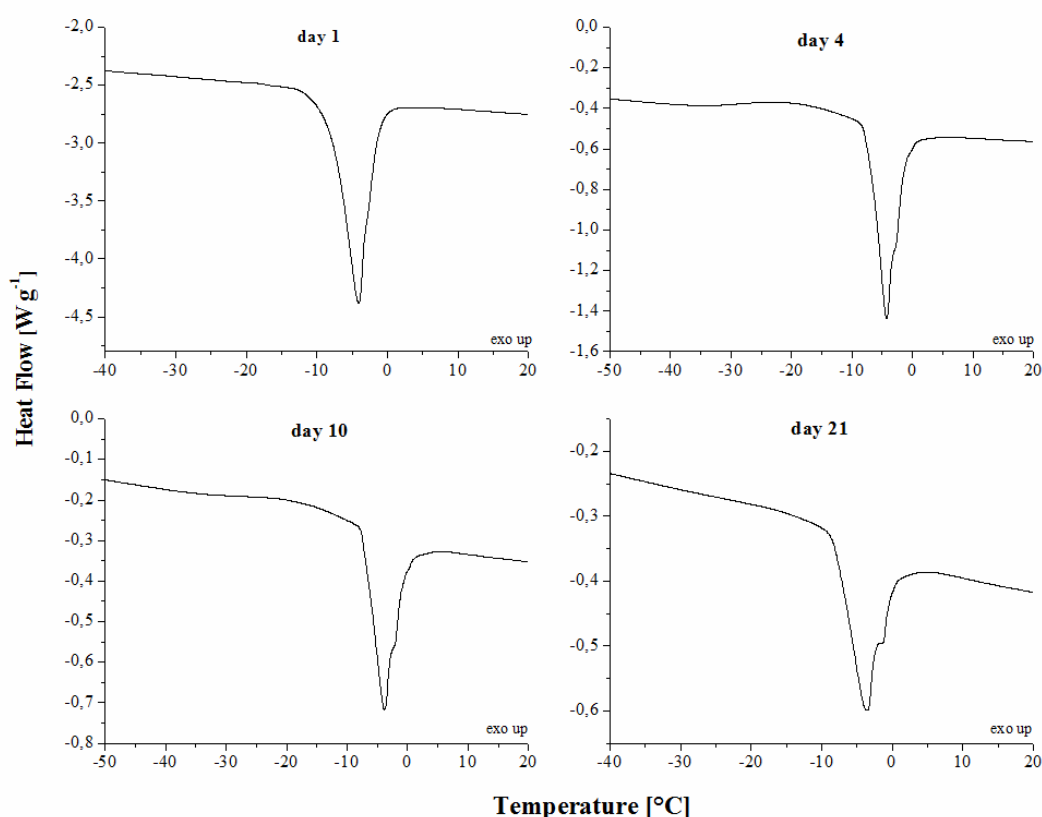 Heat Flow [W g-1]
day 1
-2,0
-2,5
-3,0
-3,5
-4,0
-4,5
exo up
-40 -30 -20 -10 0 10 20
day 4
0,0
-0,2
-0,4
-0,6
-0,8
-1,0
-1,2
-1,4
-1,6
exo up
-50 -40 -30 -20 -10 0 10 20
day 10
0,0
-0,1
-0,2
-0,3
-0,4
-0,5
-0,6
-0,7
-0,8
exo up
-50 -40 -30 -20 -10 0 10 20
day 21
-0,2
-0,3
-0,4
-0,5
-0,6
exo up
-40 -30 -20 -10 0 10 20
Temperature [°C]